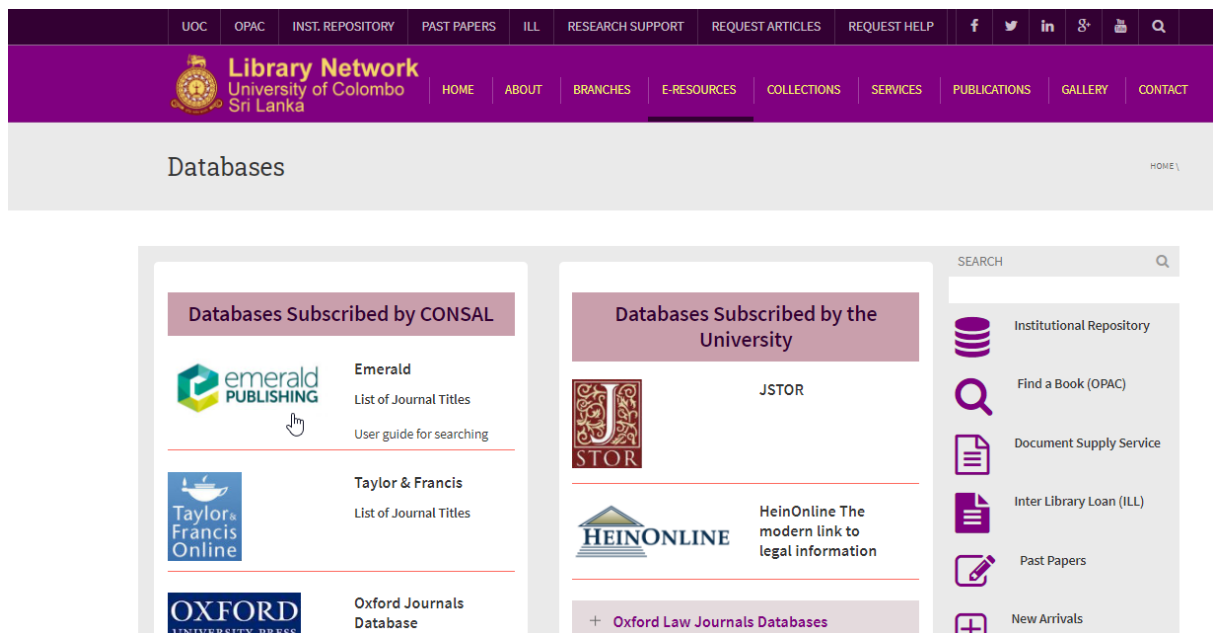 UOC OPAC INST. REPOSITORY PAST PAPERS ILL RESEARCH SUPPORT REQUEST ARTICLES REQUEST HELP
Library Network
University of Colombo
Sri Lanka
HOME ABOUT BRANCHES E-RESOURCES COLLECTIONS SERVICES PUBLICATIONS GALLERY CONTACT
Databases
HOME \
Databases Subscribed by CONSAL
emerald
PUBLISHING
Emerald
List of Journal Titles
User guide for searching
Taylor &
Francis
Online
Taylor & Francis
List of Journal Titles
OXFORD
UNIVERSITY PRESS
Oxford Journals
Database
Databases Subscribed by the
University
JSTOR
JSTOR
HEINONLINE
HeinOnline The
modern link to
legal information
+ Oxford Law Journals Databases
SEARCH
Institutional Repository
Find a Book (OPAC)
Document Supply Service
Inter Library Loan (ILL)
Past Papers
New Arrivals